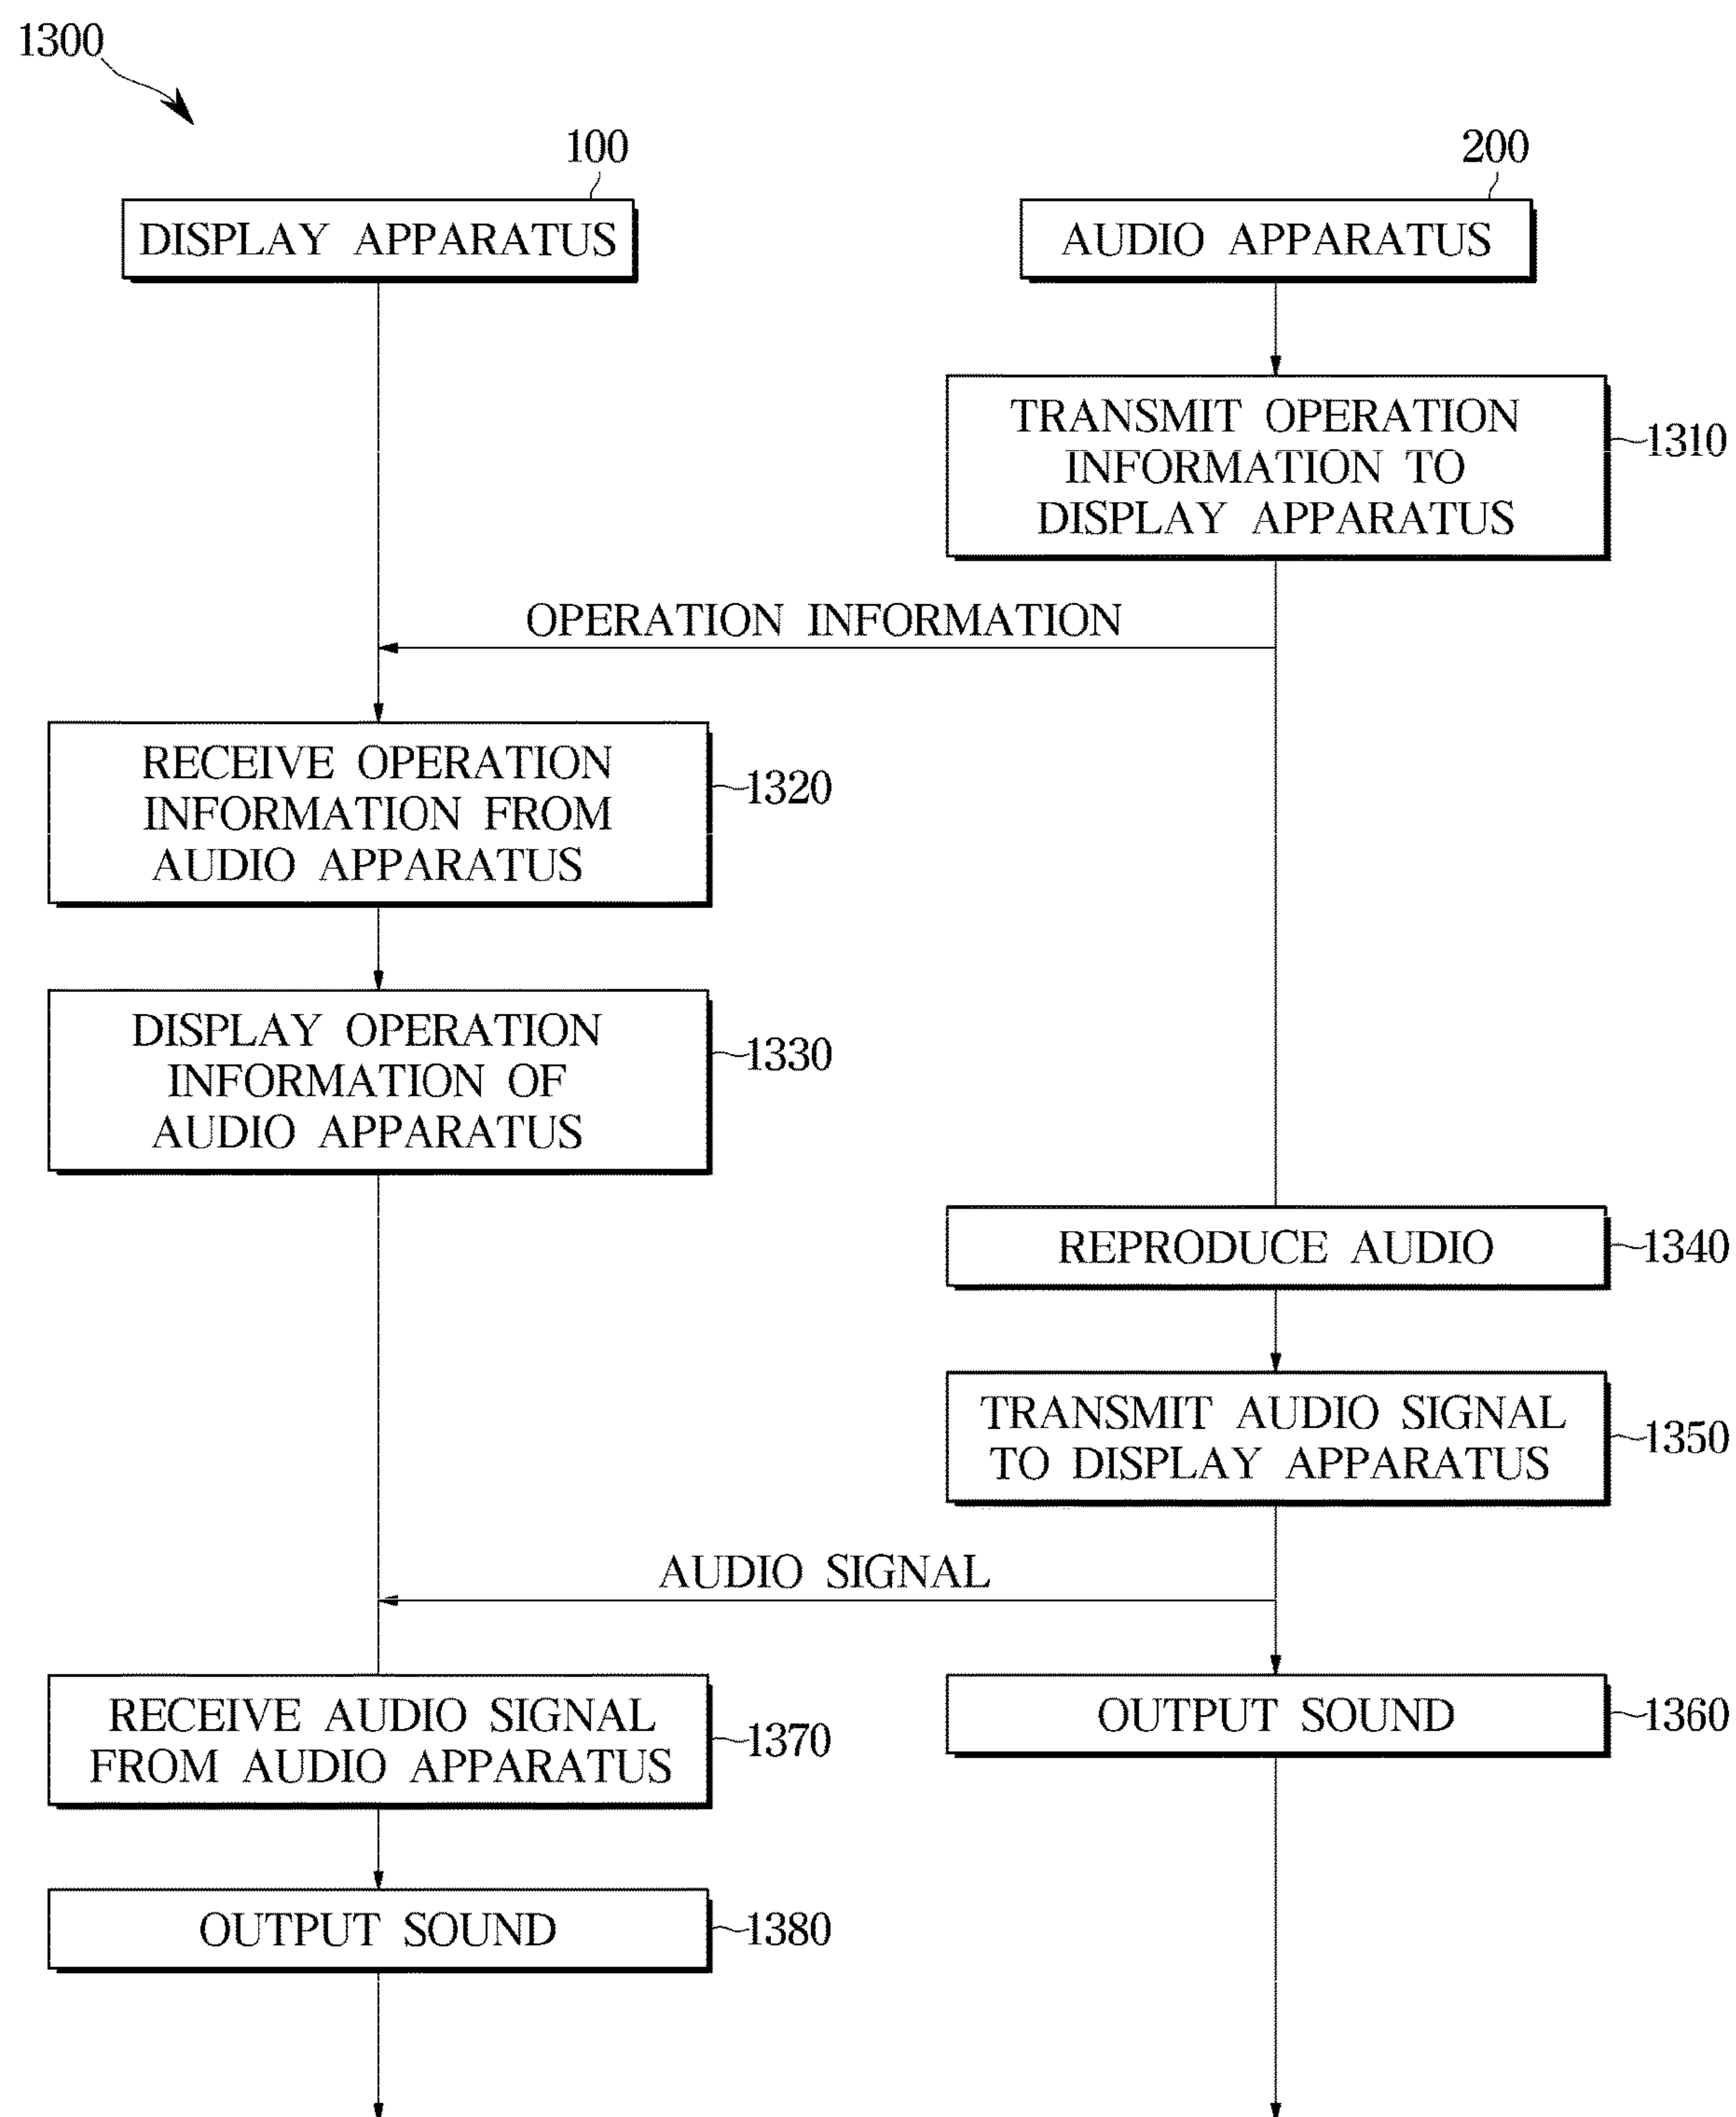 1300
100
200
DISPLAY APPARATUS
AUDIO APPARATUS
TRANSMIT OPERATION
INFORMATION TO
DISPLAY APPARATUS
1310
OPERATION INFORMATION
RECEIVE OPERATION
INFORMATION FROM
AUDIO APPARATUS
1320
DISPLAY OPERATION
INFORMATION OF
AUDIO APPARATUS
1330
REPRODUCE AUDIO
1340
TRANSMIT AUDIO SIGNAL
TO DISPLAY APPARATUS
1350
AUDIO SIGNAL
RECEIVE AUDIO SIGNAL
FROM AUDIO APPARATUS
1370
OUTPUT SOUND
1360
OUTPUT SOUND
1380